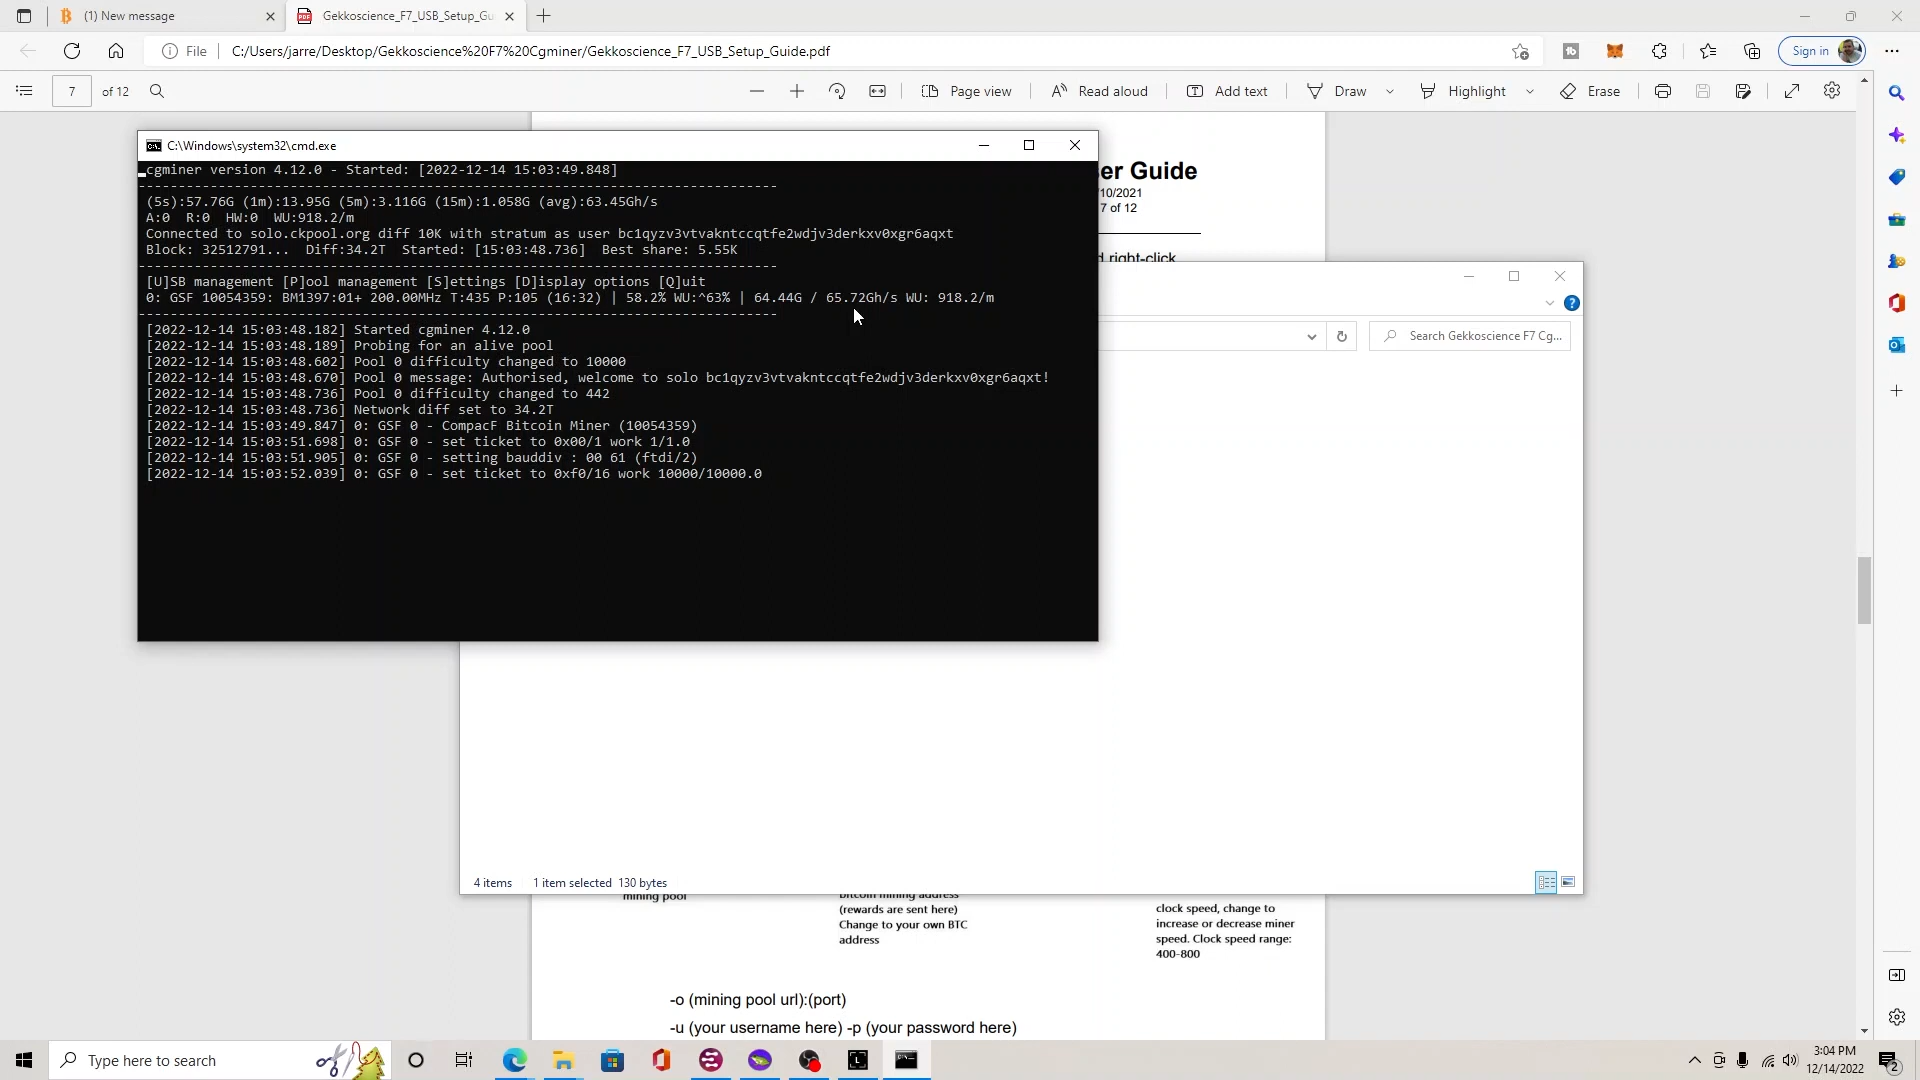 (1) New message
Gekkoscience_F7_USB_Setup_Gu
File
C:/Users/jarre/Desktop/Gekkoscience%20F7%20Cgminer/Gekkoscience_F7_USB_Setup_Guide.pdf
Sign in
7 of 12
Page view
Read aloud
Add text
Draw
Highlight
Erase
C:\Windows\system32\cmd.exe
cgminer version 4.12.0 - Started: [2022-12-14 15:03:49.848]
(5s):57.76G (1m):13.95G (5m):3.116G (15m):1.058G (avg):63.45Gh/s
A:0 R:0 HW:0 WU:918.2/m
Connected to solo.ckpool.org diff 10K with stratum as user bc1qyzv3vtvakntccqtfe2wdjv3derkxv0xgr6aqxt
Block: 32512791... Diff:34.2T Started: [15:03:48.736] Best share: 5.55K
[U]SB management [P]ool management [S]ettings [D]isplay options [Q]uit
0: GSF 10054359: BM1397:01+ 200.00MHz T:435 P:105 (16:32) | 58.2% WU:^63% | 64.44G / 65.72Gh/s WU: 918.2/m
[2022-12-14 15:03:48.182] Started cgminer 4.12.0
[2022-12-14 15:03:48.189] Probing for an alive pool
[2022-12-14 15:03:48.602] Pool 0 difficulty changed to 10000
[2022-12-14 15:03:48.670] Pool 0 message: Authorised, welcome to solo bc1qyzv3vtvakntccqtfe2wdjv3derkxv0xgr6aqxt!
[2022-12-14 15:03:48.736] Pool 0 difficulty changed to 442
[2022-12-14 15:03:48.736] Network diff set to 34.2T
[2022-12-14 15:03:49.847] 0: GSF 0 - CompacF Bitcoin Miner (10054359)
[2022-12-14 15:03:51.698] 0: GSF 0 - set ticket to 0x00/1 work 1/1.0
[2022-12-14 15:03:51.905] 0: GSF 0 - setting bauddiv : 00 61 (ftdi/2)
[2022-12-14 15:03:52.039] 0: GSF 0 - set ticket to 0xf0/16 work 10000/10000.0
er Guide
10/2021
7 of 12
right-click
Search Gekkoscience F7 Cg...
4 items 1 item selected 130 bytes
mining pool
bitcoin mining address
(rewards are sent here)
Change to your own BTC
address
clock speed, change to
increase or decrease miner
speed. Clock speed range:
400-800
-o (mining pool url):(port)
-u (your username here) -p (your password here)
Type here to search
3:04 PM
12/14/2022
2